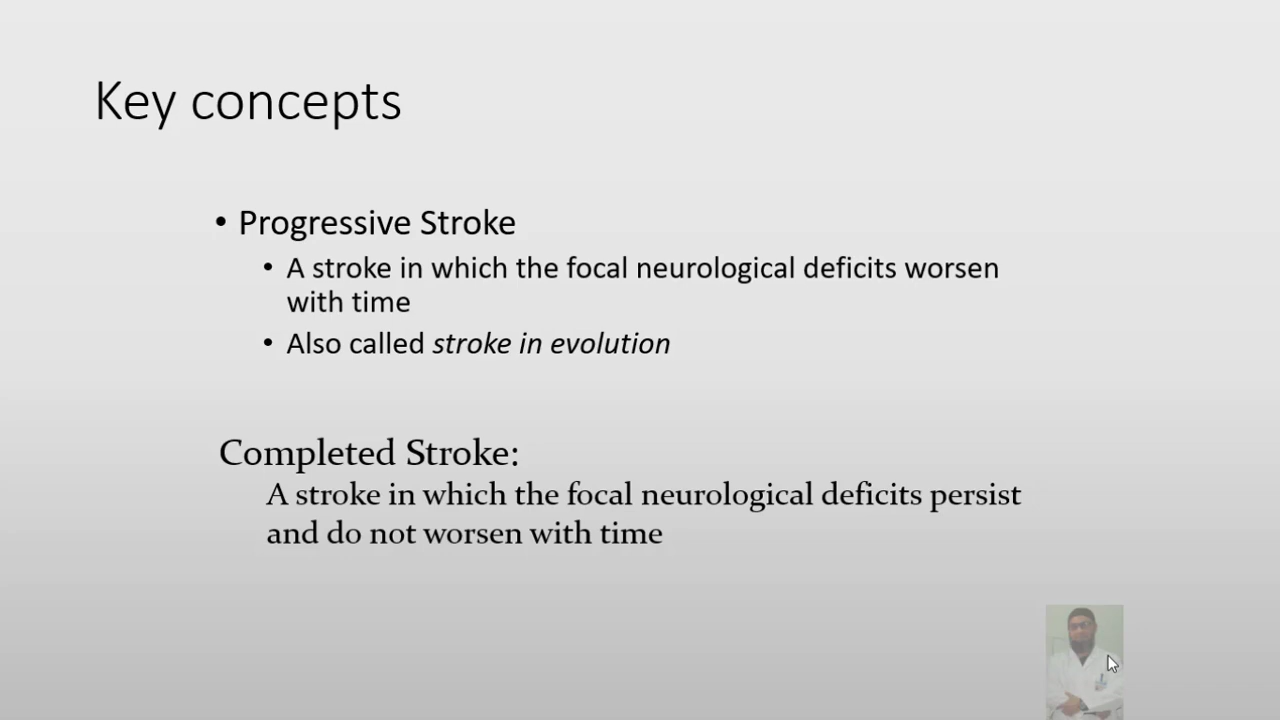 Key concepts
• Progressive Stroke
• A stroke in which the focal neurological deficits worsen
with time
• Also called stroke in evolution
Completed Stroke:
A stroke in which the focal neurological deficits persist
and do not worsen with time